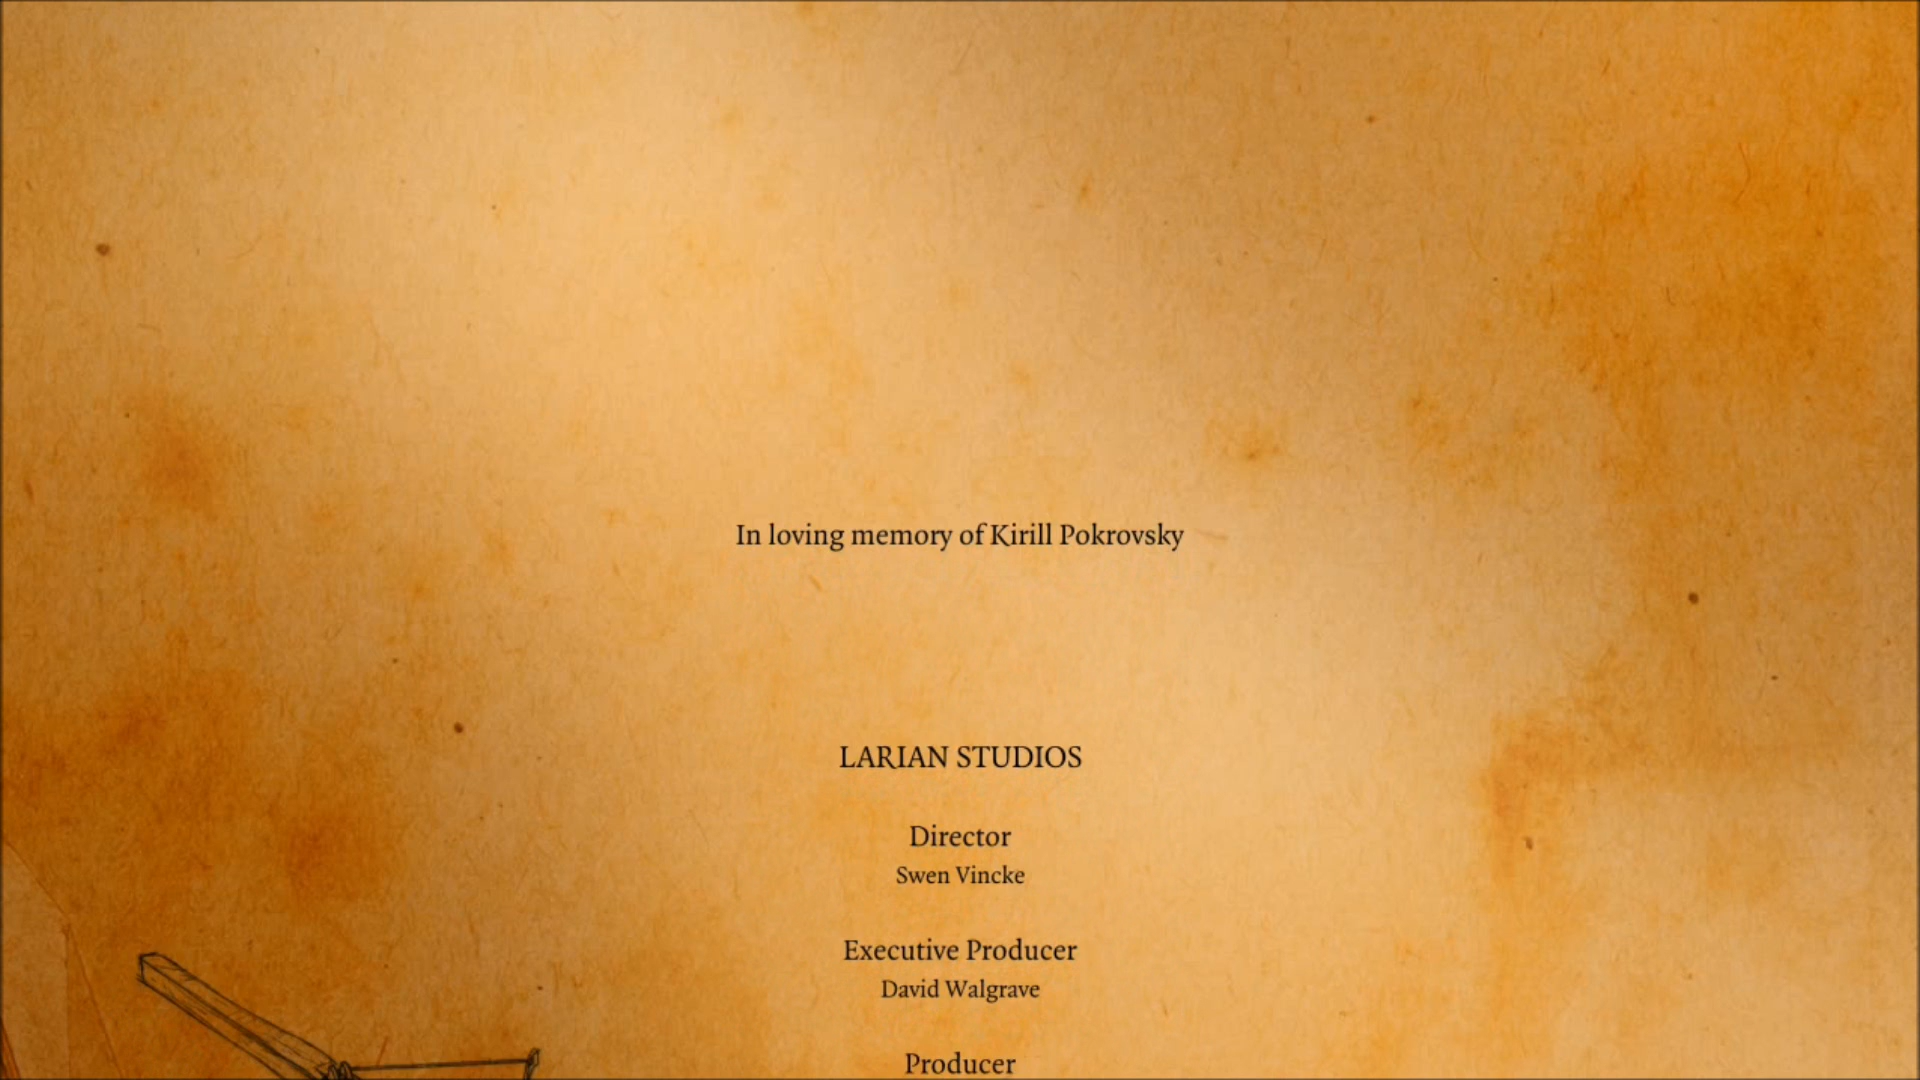 In loving memory of Kirill Pokrovsky
LARIAN STUDIOS
Director
Swen Vincke
Executive Producer
David Walgrave
Producer